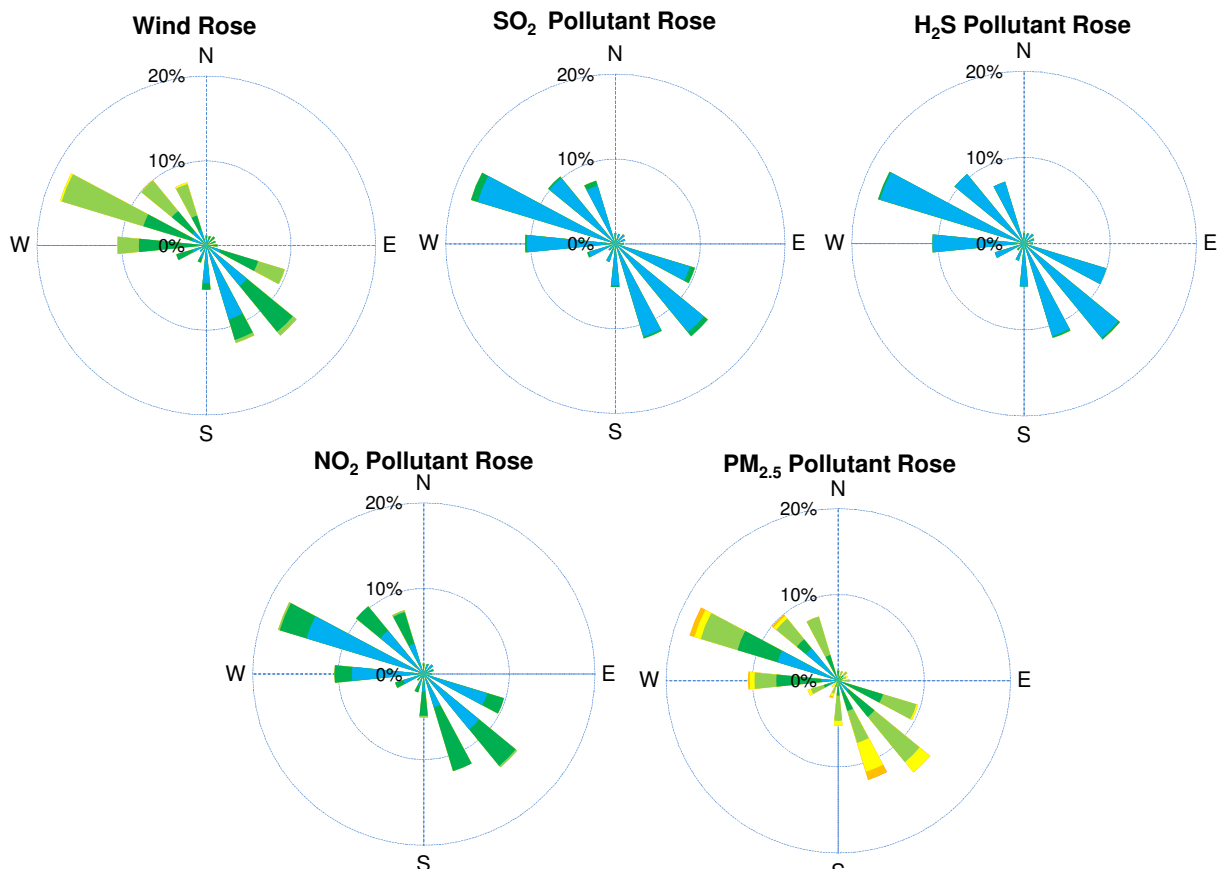 Wind Rose
N
20%
10%
W
0%
E
S
SO₂ Pollutant Rose
N
20%
10%
W
0%
E
S
H₂S Pollutant Rose
N
20%
10%
W
0%
E
S
NO₂ Pollutant Rose
N
20%
10%
W
0%
E
S
PM₂.₅ Pollutant Rose
N
20%
10%
W
0%
E
S